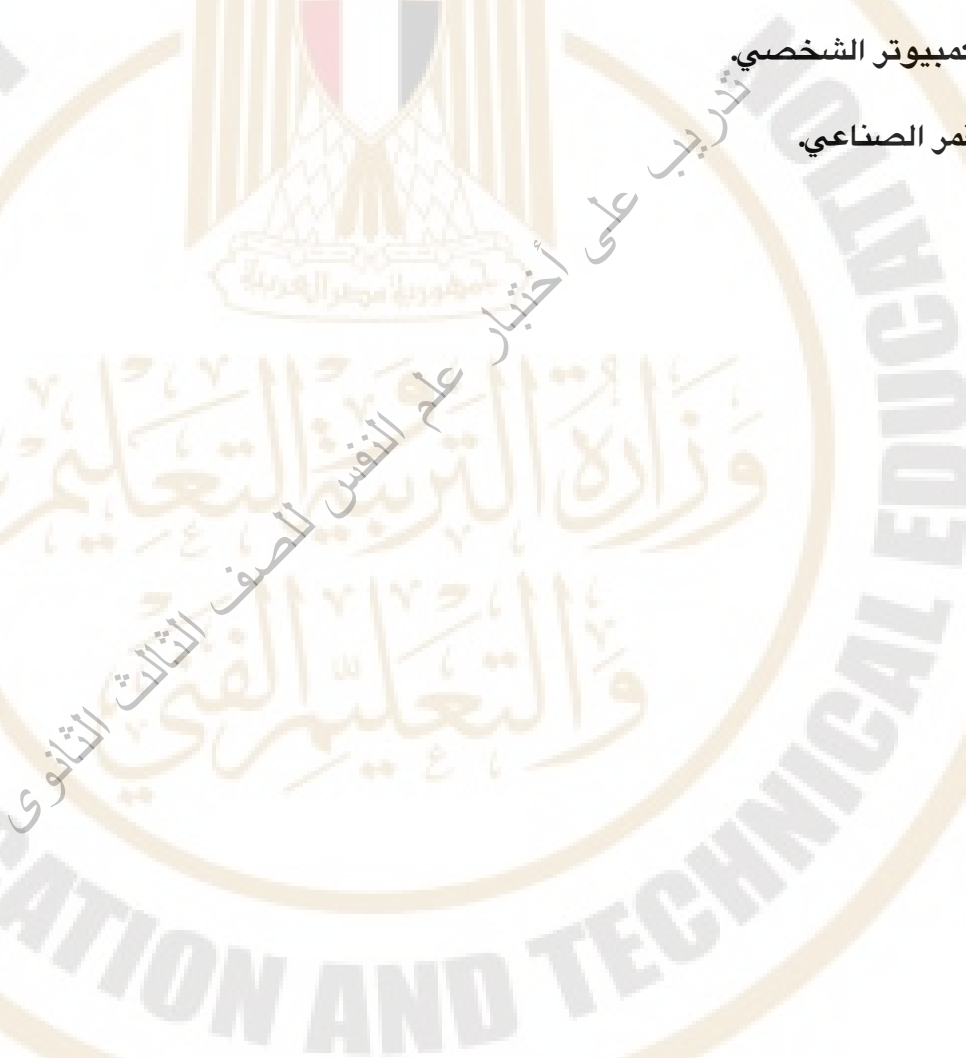 كمبيوتر الشخصي.
قمر الصناعي.
تدريب على أختبار علم النفس للصف الثالث الثانوى
جمهورية مصر العربية
وزارة التربية والتعليم
والتعليم الفني
CATION AND TECHNICAL EDUCATION